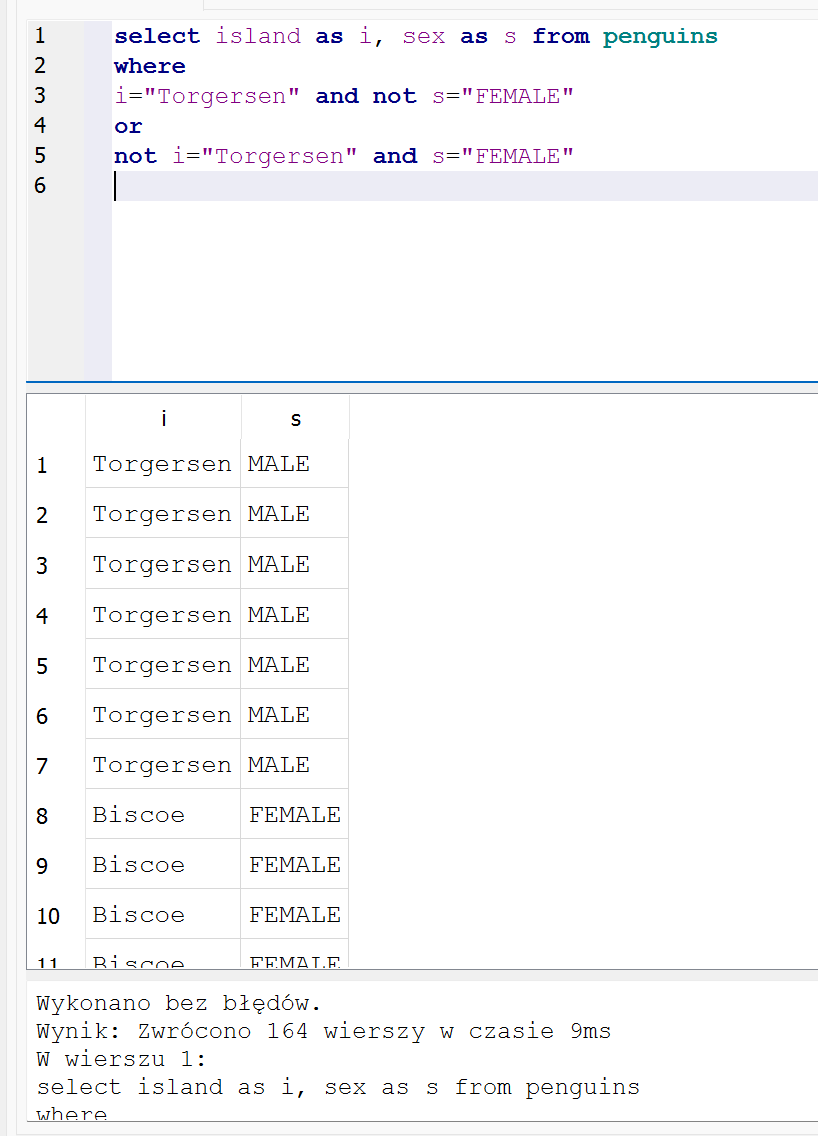 1 select island as i, sex as s from penguins
2 where
3 i="Torgersen" and not s="FEMALE"
4 or
5 not i="Torgersen" and s="FEMALE"
6
i s
1 Torgersen MALE
2 Torgersen MALE
3 Torgersen MALE
4 Torgersen MALE
5 Torgersen MALE
6 Torgersen MALE
7 Torgersen MALE
8 Biscoe FEMALE
9 Biscoe FEMALE
10 Biscoe FEMALE
11 Biscoe FEMALE
Wykonano bez błędów.
Wynik: Zwrócono 164 wierszy w czasie 9ms
W wierszu 1:
select island as i, sex as s from penguins
where